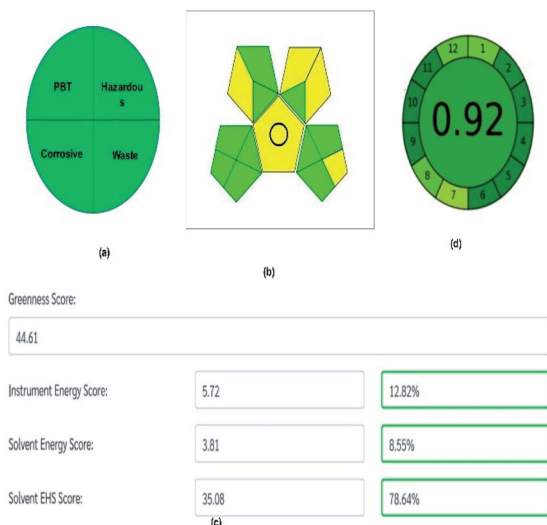 PBT
Hazardou
s
Corrosive
Waste
(a)
(b)
12
1
11
2
10
3
0.92
9
4
8
5
7
6
(d)
Greenness Score:
44.61
Instrument Energy Score:
5.72
12.82%
Solvent Energy Score:
3.81
8.55%
Solvent EHS Score:
35.08
78.64%
(c)